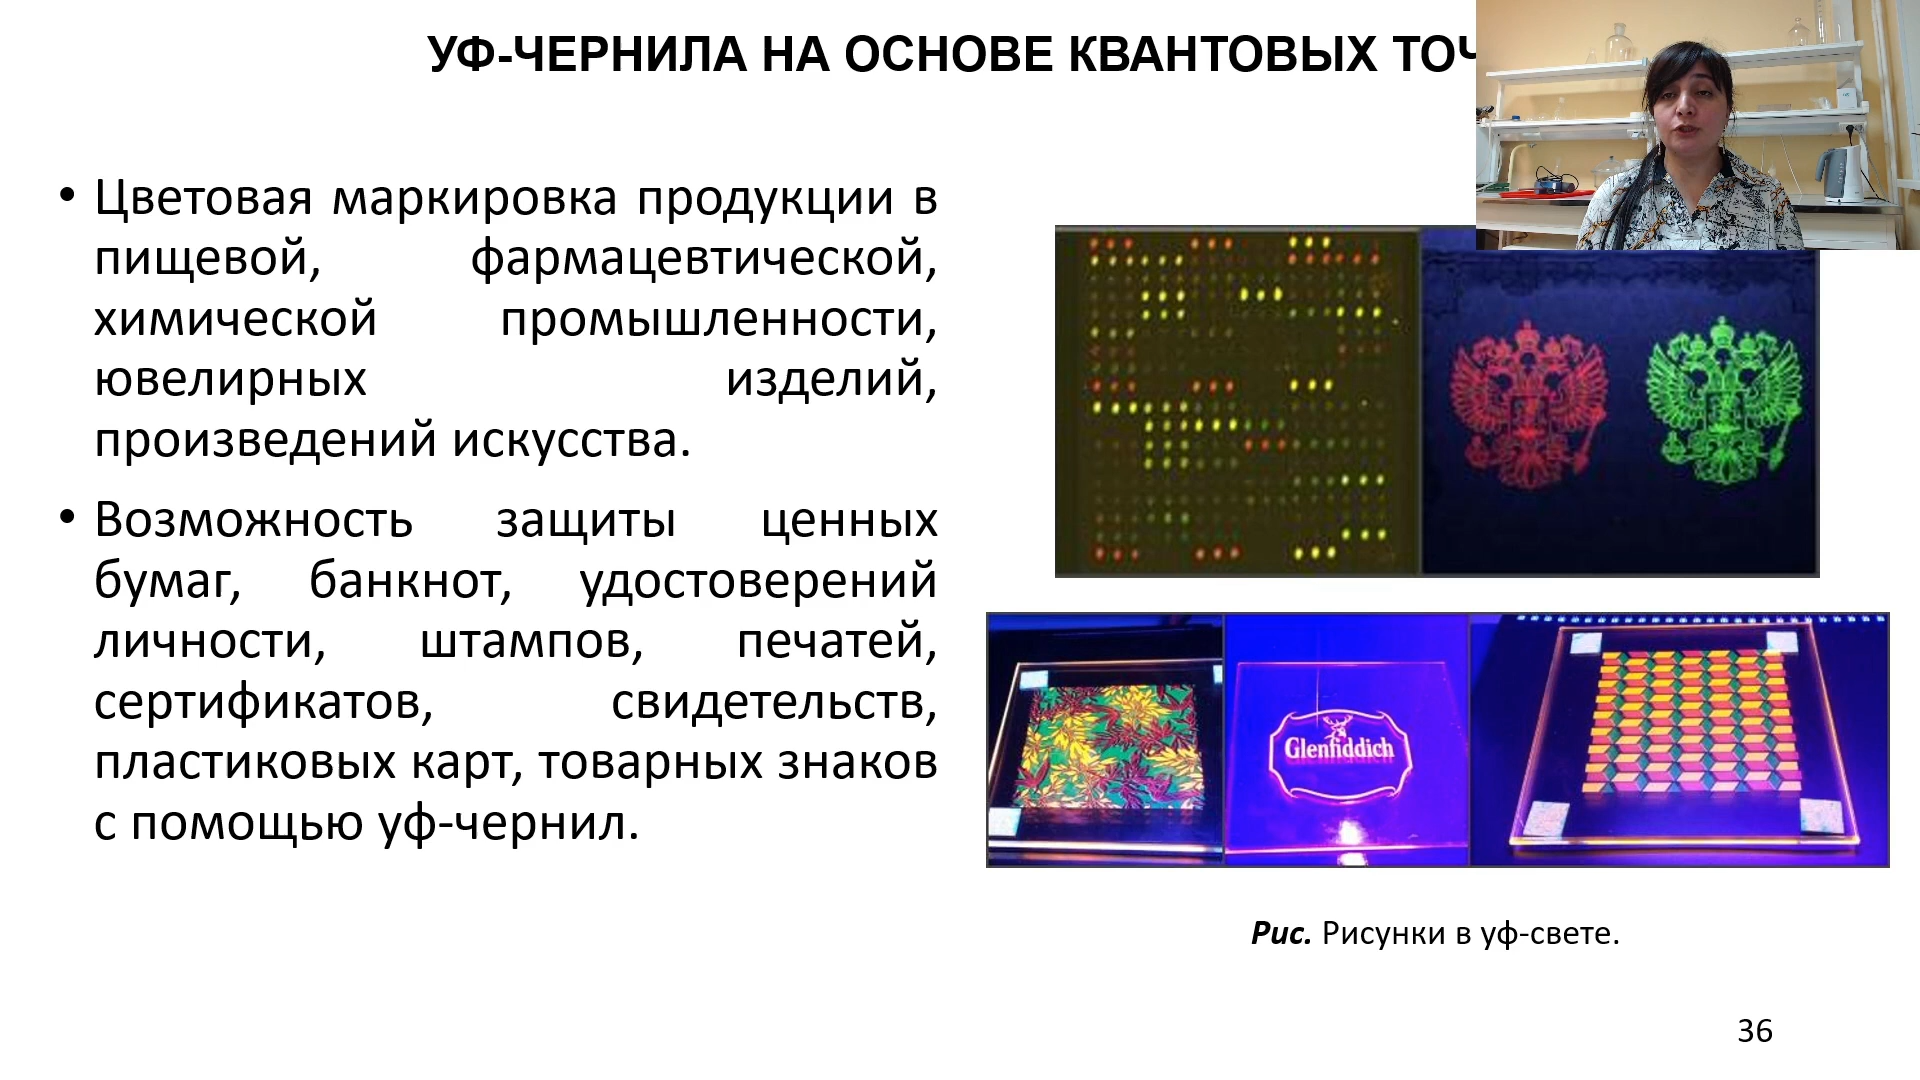 УФ-ЧЕРНИЛА НА ОСНОВЕ КВАНТОВЫХ
• Цветовая маркировка продукции в
пищевой, фармацевтической,
химической промышленности,
ювелирных изделий,
произведений искусства.
• Возможность защиты ценных
бумаг, банкнот, удостоверений
личности, штампов, печатей,
сертификатов, свидетельств,
пластиковых карт, товарных знаков
с помощью уф-чернил.
Glenfiddich
Рис. Рисунки в уф-свете.
36